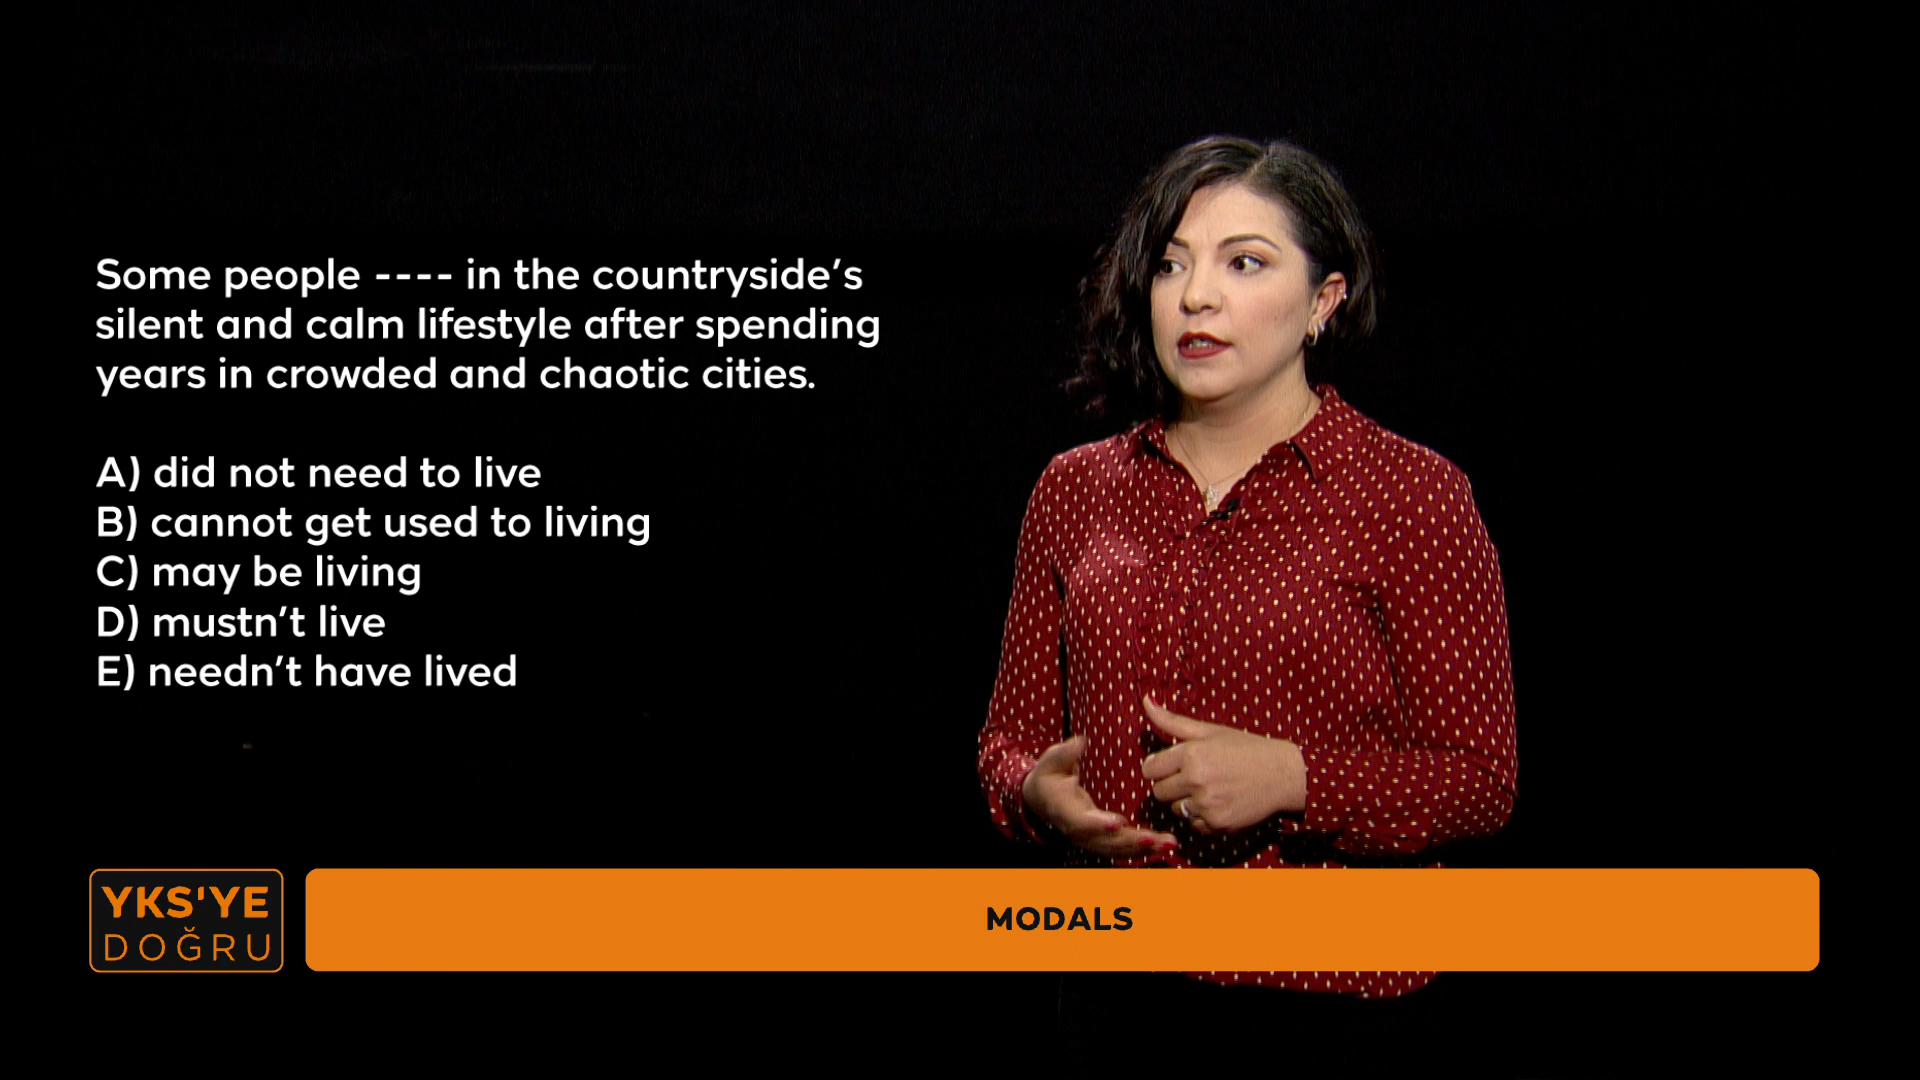 Some people ---- in the countryside's
silent and calm lifestyle after spending
years in crowded and chaotic cities.
A) did not need to live
B) cannot get used to living
C) may be living
D) mustn't live
E) needn't have lived
YKS'YE
DOĞRU
MODALS